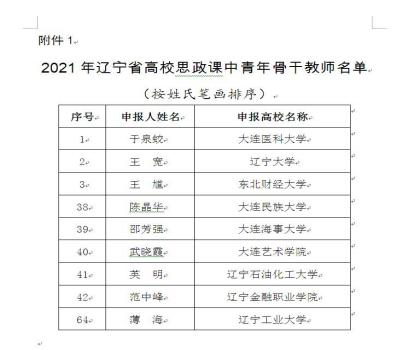 附件 1
2021 年辽宁省高校思政课中青年骨干教师名单
（按姓氏笔画排序）
序号 申报人姓名 申报高校名称
1 于泉蛟 大连医科大学
2 王 宽 辽宁大学
3 王 尴 东北财经大学
38 陈晶华 大连民族大学
39 邵芳强 大连海事大学
40 武晓霞 大连艺术学院
41 英 明 辽宁石油化工大学
42 范中峰 辽宁金融职业学院
64 薄 海 辽宁工业大学